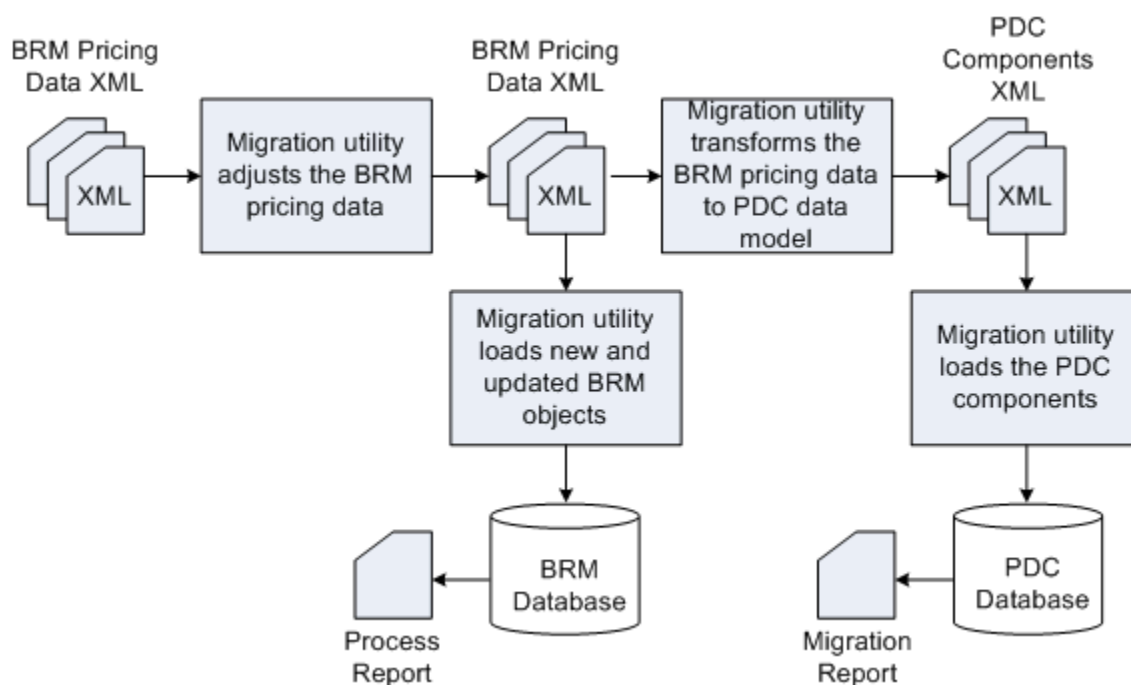 BRM Pricing
Data XML
XML
Migration utility
adjusts the BRM
pricing data
BRM Pricing
Data XML
XML
Migration utility
transforms the
BRM pricing data
to PDC data
model
PDC
Components
XML
XML
Migration utility
loads new and
updated BRM
objects
Migration utility
loads the PDC
components
BRM
Database
Process
Report
PDC
Database
Migration
Report